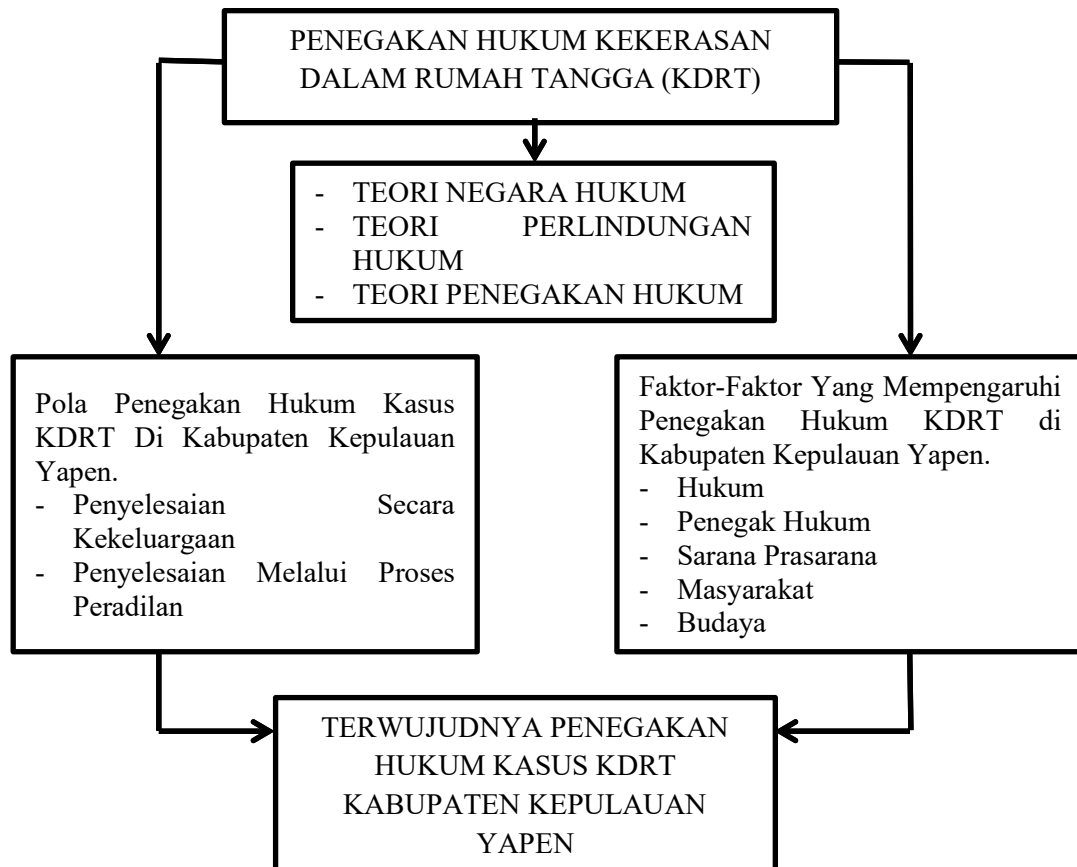 PENEGAKAN HUKUM KEKERASAN
DALAM RUMAH TANGGA (KDRT)
- TEORI NEGARA HUKUM
- TEORI PERLINDUNGAN
HUKUM
- TEORI PENEGAKAN HUKUM
Pola Penegakan Hukum Kasus
KDRT Di Kabupaten Kepulauan
Yapen.
- Penyelesaian Secara
Kekeluargaan
- Penyelesaian Melalui Proses
Peradilan
Faktor-Faktor Yang Mempengaruhi
Penegakan Hukum KDRT di
Kabupaten Kepulauan Yapen.
- Hukum
- Penegak Hukum
- Sarana Prasarana
- Masyarakat
- Budaya
TERWUJUDNYA PENEGAKAN
HUKUM KASUS KDRT
KABUPATEN KEPULAUAN
YAPEN